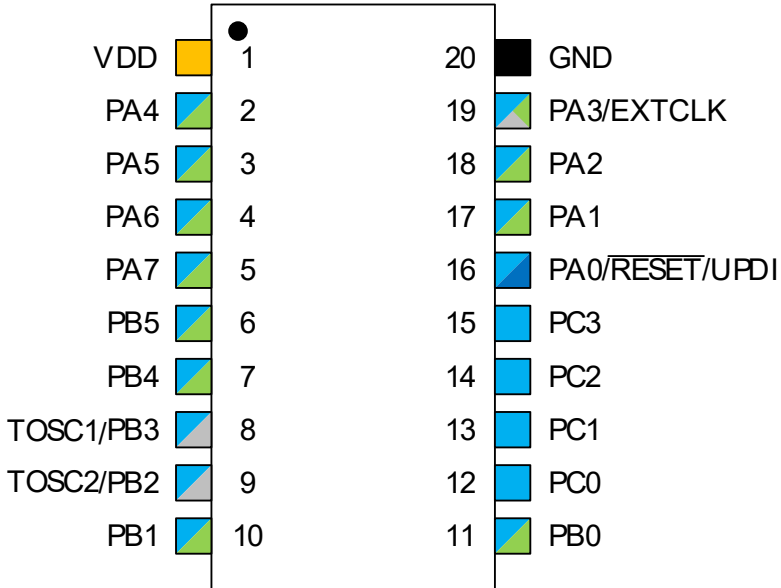 VDD 1 20 GND
PA4 2 19 PA3/EXTCLK
PA5 3 18 PA2
PA6 4 17 PA1
PA7 5 16 PA0/RESET/UPDI
PB5 6 15 PC3
PB4 7 14 PC2
TOSC1/PB3 8 13 PC1
TOSC2/PB2 9 12 PC0
PB1 10 11 PB0